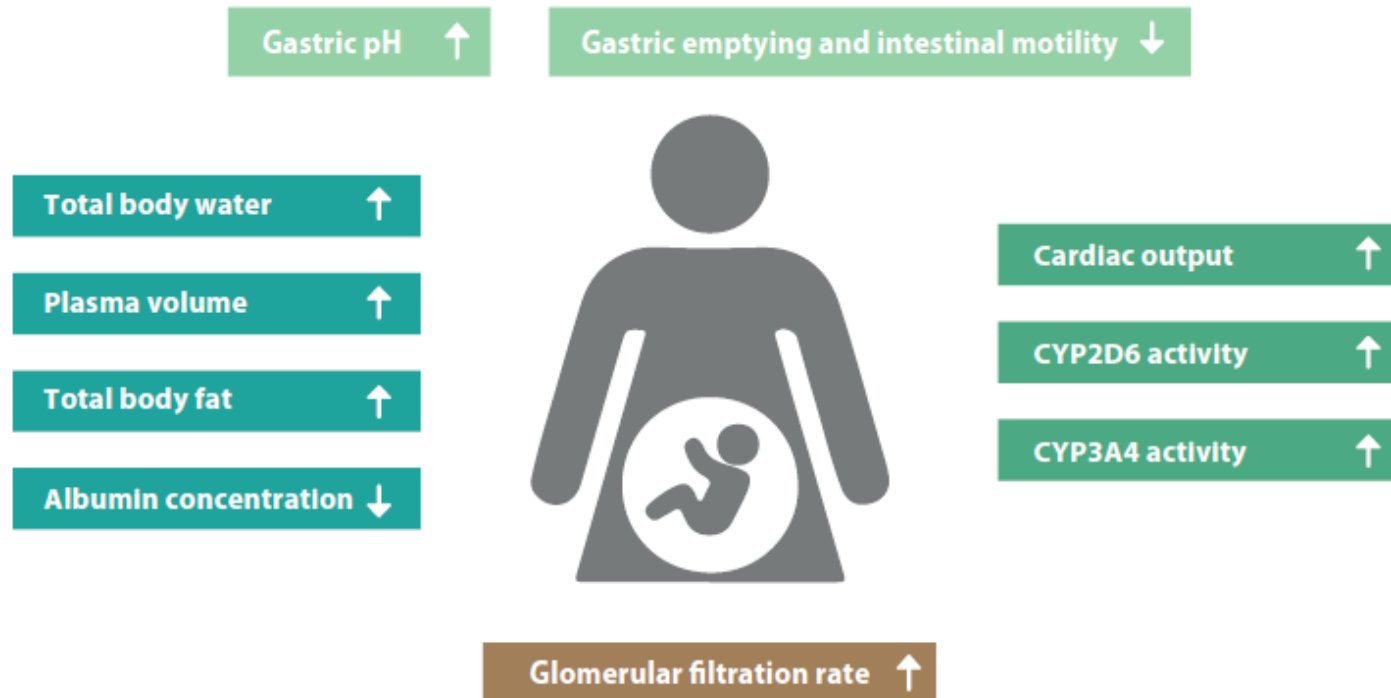 Gastric pH ↑
Gastric emptying and intestinal motility ↓
Total body water ↑
Plasma volume ↑
Total body fat ↑
Albumin concentration ↓
Cardiac output ↑
CYP2D6 activity ↑
CYP3A4 activity ↑
Glomerular filtration rate ↑